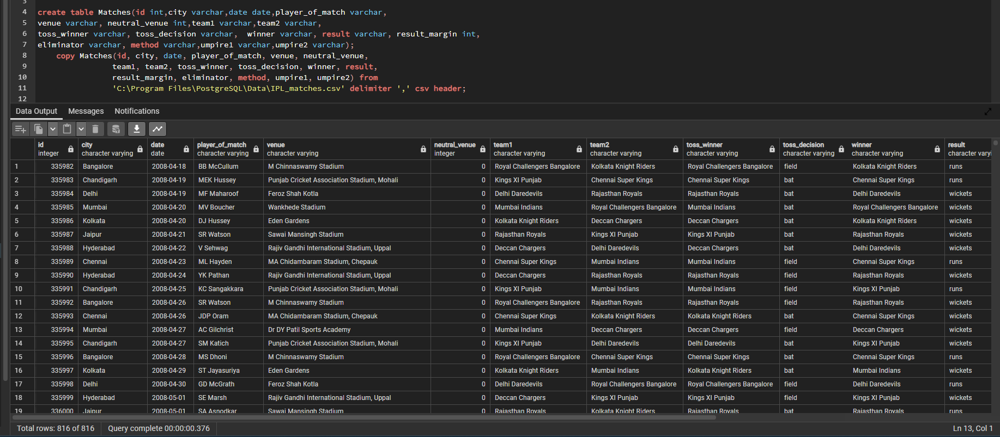 3
4 create table Matches(id int,city varchar,date date,player_of_match varchar,
5 venue varchar, neutral_venue int,team1 varchar,team2 varchar,
6 toss_winner varchar, toss_decision varchar,  winner varchar, result varchar, result_margin int,
7 eliminator varchar, method varchar,umpire1 varchar,umpire2 varchar);
8 copy Matches(id, city, date, player_of_match, venue, neutral_venue,
9 team1, team2, toss_winner, toss_decision, winner, result,
10 result_margin, eliminator, method, umpire1, umpire2) from
11 'C:\Program Files\PostgreSQL\Data\IPL_matches.csv' delimiter ',' csv header;
12
Data Output Messages Notifications
id city date player_of_match venue neutral_venue team1 team2 toss_winner toss_decision winner result
integer character varying date character varying character varying integer character varying character varying character varying character varying character varying character varyi
1 335982 Bangalore 2008-04-18 BB McCullum M Chinnaswamy Stadium 0 Royal Challengers Bangalore Kolkata Knight Riders Royal Challengers Bangalore field Kolkata Knight Riders runs
2 335983 Chandigarh 2008-04-19 MEK Hussey Punjab Cricket Association Stadium, Mohali 0 Kings XI Punjab Chennai Super Kings Chennai Super Kings bat Chennai Super Kings runs
3 335984 Delhi 2008-04-19 MF Maharoof Feroz Shah Kotla 0 Delhi Daredevils Rajasthan Royals Rajasthan Royals bat Delhi Daredevils wickets
4 335985 Mumbai 2008-04-20 MV Boucher Wankhede Stadium 0 Mumbai Indians Royal Challengers Bangalore Mumbai Indians bat Royal Challengers Bangalore wickets
5 335986 Kolkata 2008-04-20 DJ Hussey Eden Gardens 0 Kolkata Knight Riders Deccan Chargers Deccan Chargers bat Kolkata Knight Riders wickets
6 335987 Jaipur 2008-04-21 SR Watson Sawai Mansingh Stadium 0 Rajasthan Royals Kings XI Punjab Kings XI Punjab bat Rajasthan Royals wickets
7 335988 Hyderabad 2008-04-22 V Sehwag Rajiv Gandhi International Stadium, Uppal 0 Deccan Chargers Delhi Daredevils Deccan Chargers bat Delhi Daredevils wickets
8 335989 Chennai 2008-04-23 ML Hayden MA Chidambaram Stadium, Chepauk 0 Chennai Super Kings Mumbai Indians Mumbai Indians field Chennai Super Kings runs
9 335990 Hyderabad 2008-04-24 YK Pathan Rajiv Gandhi International Stadium, Uppal 0 Deccan Chargers Rajasthan Royals Rajasthan Royals field Rajasthan Royals wickets
10 335991 Chandigarh 2008-04-25 KC Sangakkara Punjab Cricket Association Stadium, Mohali 0 Kings XI Punjab Mumbai Indians Mumbai Indians field Kings XI Punjab runs
11 335992 Bangalore 2008-04-26 SR Watson M Chinnaswamy Stadium 0 Royal Challengers Bangalore Rajasthan Royals Rajasthan Royals field Rajasthan Royals wickets
12 335993 Chennai 2008-04-26 JDP Oram MA Chidambaram Stadium, Chepauk 0 Chennai Super Kings Kolkata Knight Riders Kolkata Knight Riders bat Chennai Super Kings wickets
13 335994 Mumbai 2008-04-27 AC Gilchrist Dr DY Patil Sports Academy 0 Mumbai Indians Deccan Chargers Deccan Chargers field Deccan Chargers wickets
14 335995 Chandigarh 2008-04-27 SM Katich Punjab Cricket Association Stadium, Mohali 0 Kings XI Punjab Delhi Daredevils Delhi Daredevils bat Kings XI Punjab wickets
15 335996 Bangalore 2008-04-28 MS Dhoni M Chinnaswamy Stadium 0 Royal Challengers Bangalore Chennai Super Kings Chennai Super Kings bat Chennai Super Kings runs
16 335997 Kolkata 2008-04-29 ST Jayasuriya Eden Gardens 0 Kolkata Knight Riders Mumbai Indians Kolkata Knight Riders bat Mumbai Indians wickets
17 335998 Delhi 2008-04-30 GD McGrath Feroz Shah Kotla 0 Delhi Daredevils Royal Challengers Bangalore Royal Challengers Bangalore field Delhi Daredevils runs
18 335999 Hyderabad 2008-05-01 SE Marsh Rajiv Gandhi International Stadium, Uppal 0 Deccan Chargers Kings XI Punjab Kings XI Punjab field Kings XI Punjab wickets
19 336000 Jaipur 2008-05-01 SA Asnodkar Sawai Mansingh Stadium 0 Rajasthan Royals Kolkata Knight Riders Rajasthan Royals bat Rajasthan Royals runs
Total rows: 816 of 816 Query complete 00:00:00.376 Ln 13, Col 1